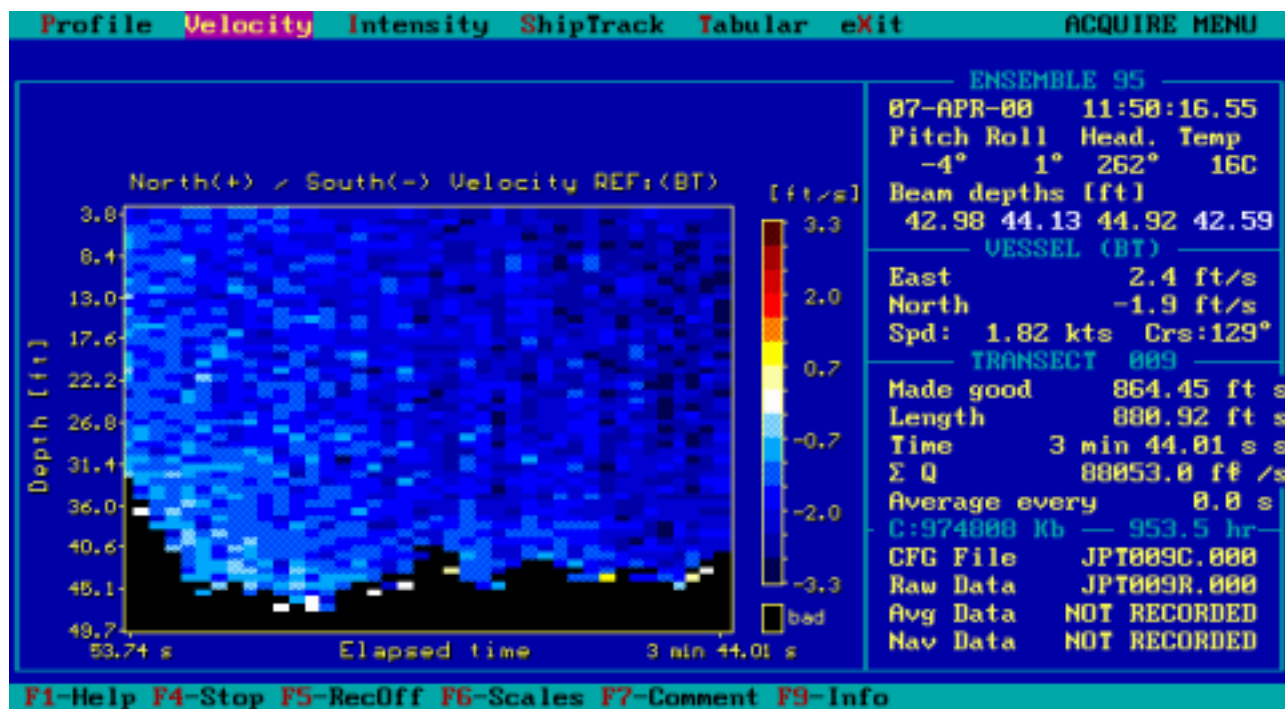 Profile Velocity Intensity ShipTrack Tabular eXit ACQUIRE MENU
North(+) / South(-) Velocity REF:(BT)
[ft/s]
Depth [ft]
3.8
8.4
13.0
17.6
22.2
26.8
31.4
36.0
40.6
45.1
49.7
53.74 s Elapsed time 3 min 44.01 s
3.3
2.0
0.7
-0.7
-2.0
-3.3
bad
ENSEMBLE 95
07-APR-00 11:50:16.55
Pitch Roll Head. Temp
-4° 1° 262° 16C
Beam depths [ft]
42.98 44.13 44.92 42.59
VESSEL (BT)
East 2.4 ft/s
North -1.9 ft/s
Spd: 1.82 kts Crs:129°
TRANSECT 009
Made good 864.45 ft s
Length 880.92 ft s
Time 3 min 44.01 s s
Σ Q 88053.0 /s
Average every 0.0 s
C:974808 Kb — 953.5 hr
CFG File JPT009C.000
Raw Data JPT009R.000
Avg Data NOT RECORDED
Nav Data NOT RECORDED
F1-Help F4-Stop F5-RecOff F6-Scales F7-Comment F9-Info